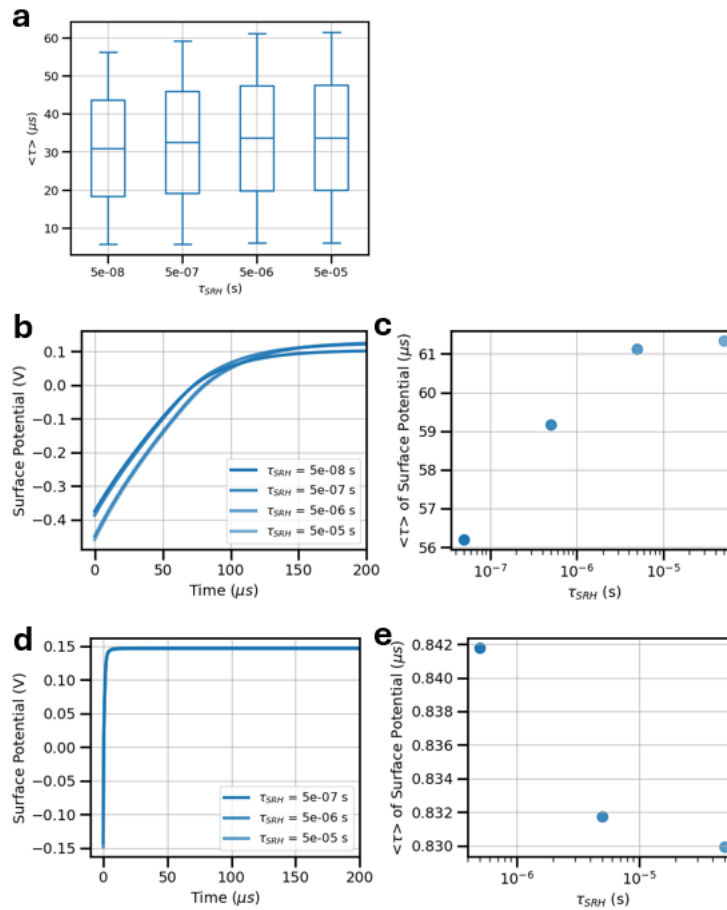 a
60
50
40
30
20
10
<τ> (μs)
5e-08 5e-07 5e-06 5e-05
τSRH (s)
b
0.1
0.0
−0.1
−0.2
−0.3
−0.4
Surface Potential (V)
τSRH = 5e-08 s
τSRH = 5e-07 s
τSRH = 5e-06 s
τSRH = 5e-05 s
0 50 100 150 200
Time (μs)
c
61
60
59
58
57
56
<τ> of Surface Potential (μs)
10⁻⁷ 10⁻⁶ 10⁻⁵
τSRH (s)
d
0.15
0.10
0.05
0.00
−0.05
−0.10
−0.15
Surface Potential (V)
τSRH = 5e-07 s
τSRH = 5e-06 s
τSRH = 5e-05 s
0 50 100 150 200
Time (μs)
e
0.842
0.840
0.838
0.836
0.834
0.832
0.830
<τ> of Surface Potential (μs)
10⁻⁶ 10⁻⁵
τSRH (s)